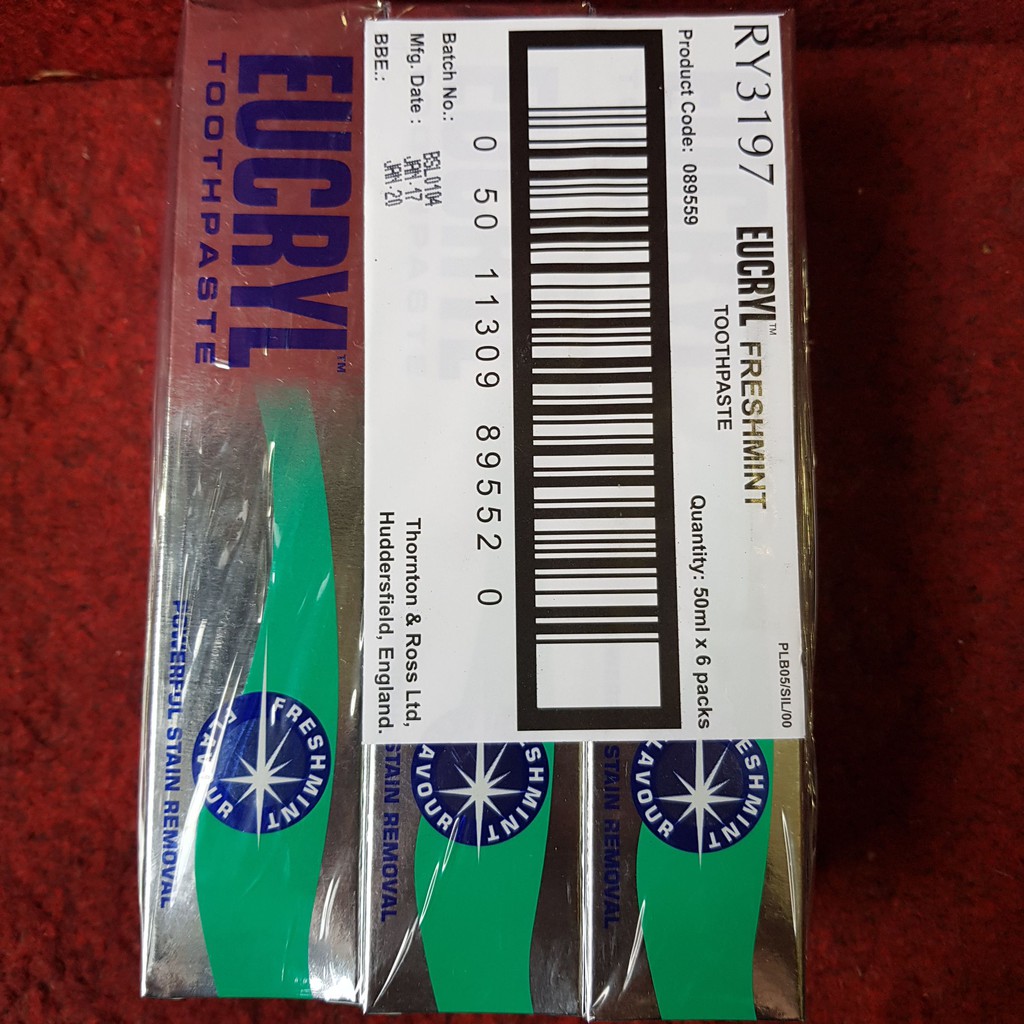 RY3197 EUCRYL™ FRESHMINT
TOOTHPASTE
Product Code: 089559
Quantity: 50ml x 6 packs
PLB05/SIL/00
0 50 11309 89552 0
Batch No.: BSL0104
Mfg. Date : JAN·17
BBE.: JAN·20
Thornton & Ross Ltd,
Huddersfield, England.
EUCRYL™
TOOTHPASTE
FRESHMINT FLAVOUR
POWERFUL STAIN REMOVAL
FRESHMINT FLAVOUR
STAIN REMOVAL
FRESHMINT FLAVOUR
STAIN REMOVAL